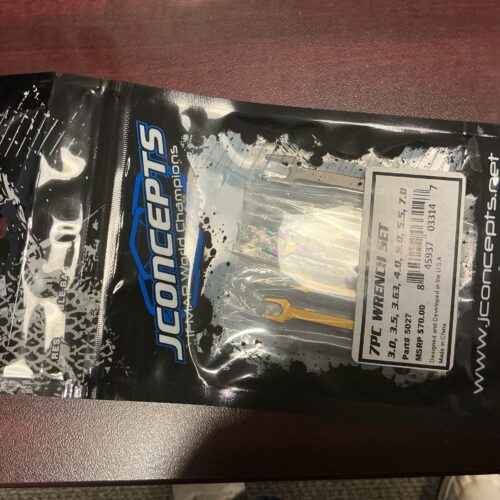 JCONCEPTS
IFMAR World Champions
7PC WRENCH SET
3.0, 3.5, 3.63, 4.0, 5.0, 5.5, 7.0
Part# 5027
MSRP $70.00
8 45937 03314 7
Designed and Developed in the U.S.A.
Made in China
www.jconcepts.net